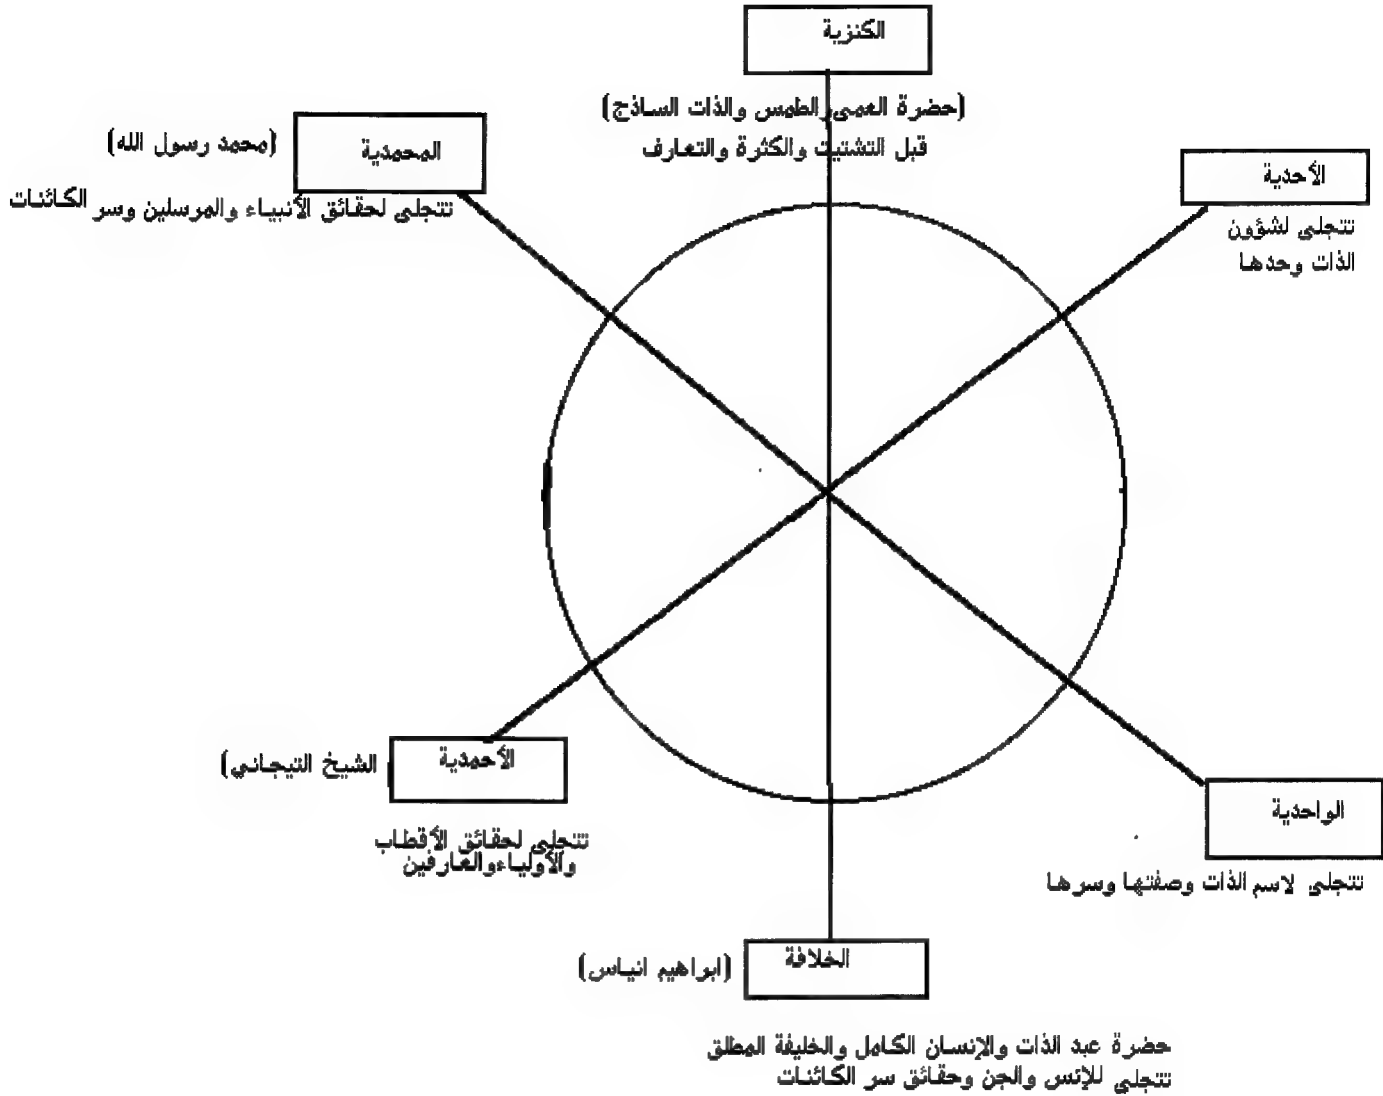 الكنزية
(حضرة العمى والطمس والذات الساذج)
قبل التشتيت والكثرة والتعارف
الأحدية
تتجلى لشؤون
الذات وحدها
المحمدية
(محمد رسول الله)
تتجلى لحقائق الأنبياء والمرسلين وسر الكائنات
الواحدية
تتجلى لاسم الذات وصفتها وسرها
الأحمدية
الشيخ التيجاني)
تتجلى لحقائق الأقطاب
والأولياء والعارفين
الخلافة
(ابراهيم انياس)
حضرة عبد الذات والإنسان الكامل والخليفة المطلق
تتجلى للإنس والجن وحقائق سر الكائنات